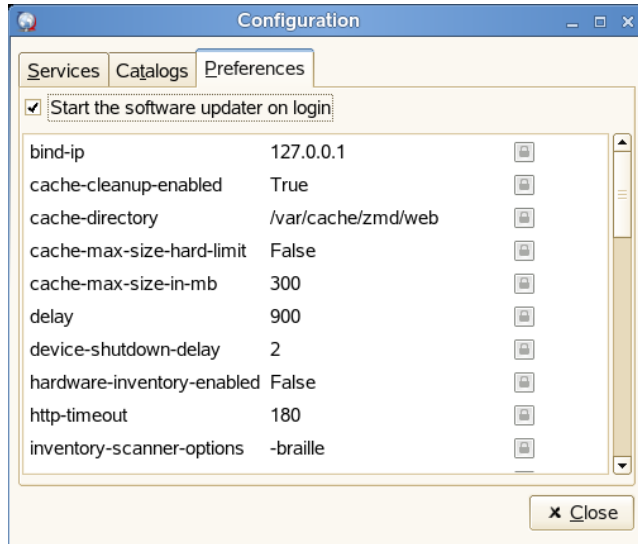 Configuration
Services Catalogs Preferences
Start the software updater on login
bind-ip 127.0.0.1
cache-cleanup-enabled True
cache-directory /var/cache/zmd/web
cache-max-size-hard-limit False
cache-max-size-in-mb 300
delay 900
device-shutdown-delay 2
hardware-inventory-enabled False
http-timeout 180
inventory-scanner-options -braille
Close